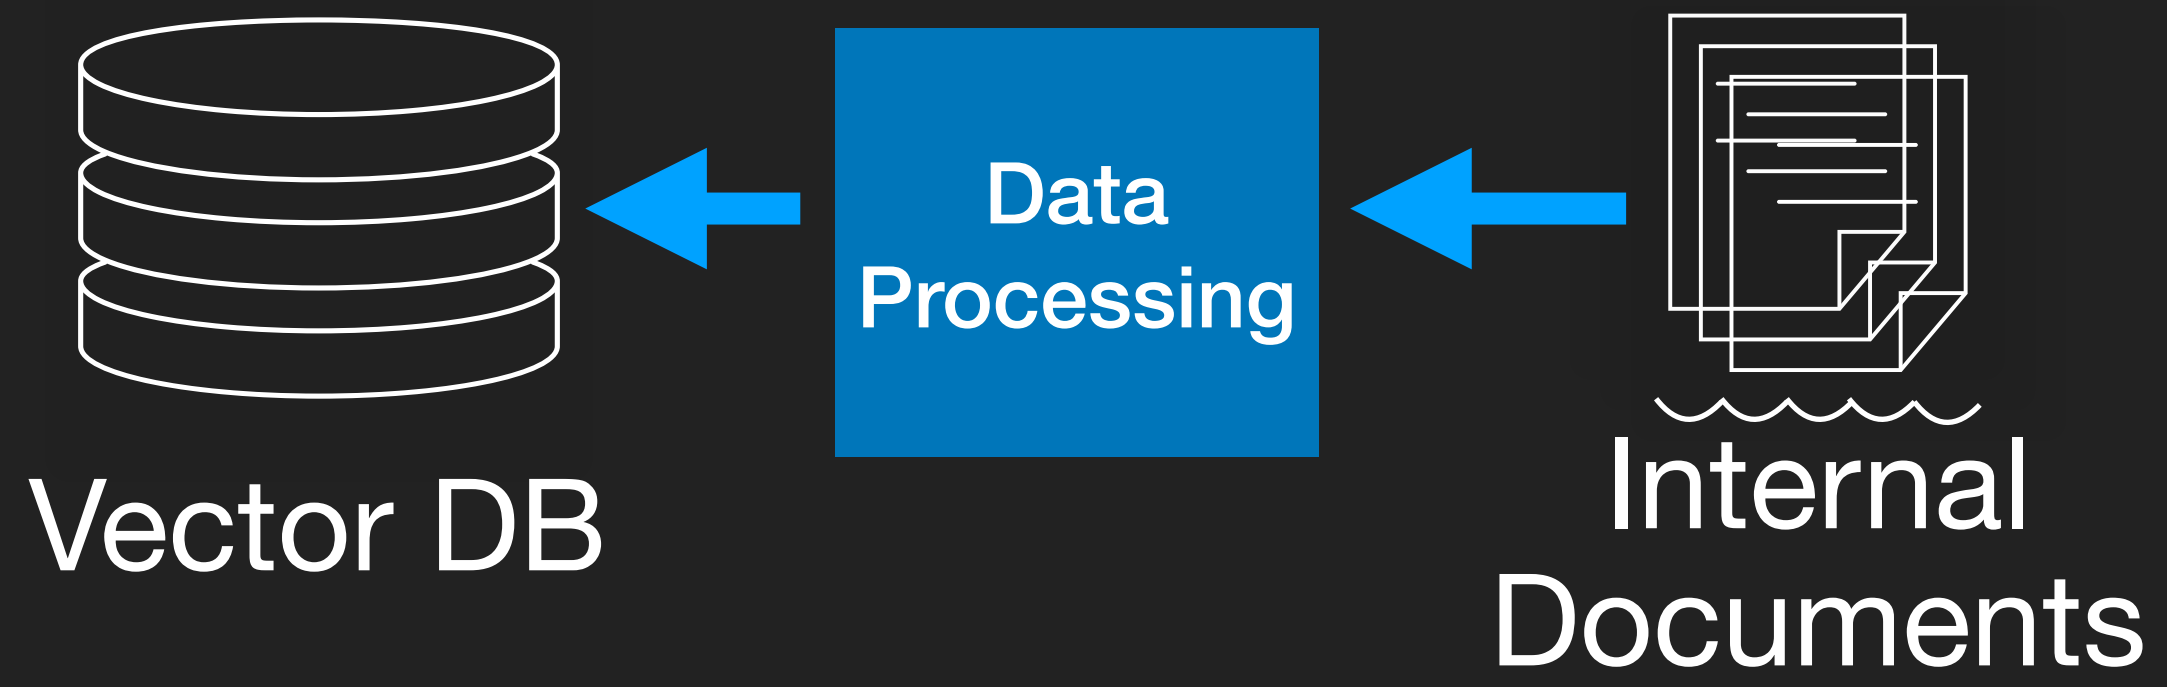 Vector DB
Data
Processing
Internal
Documents